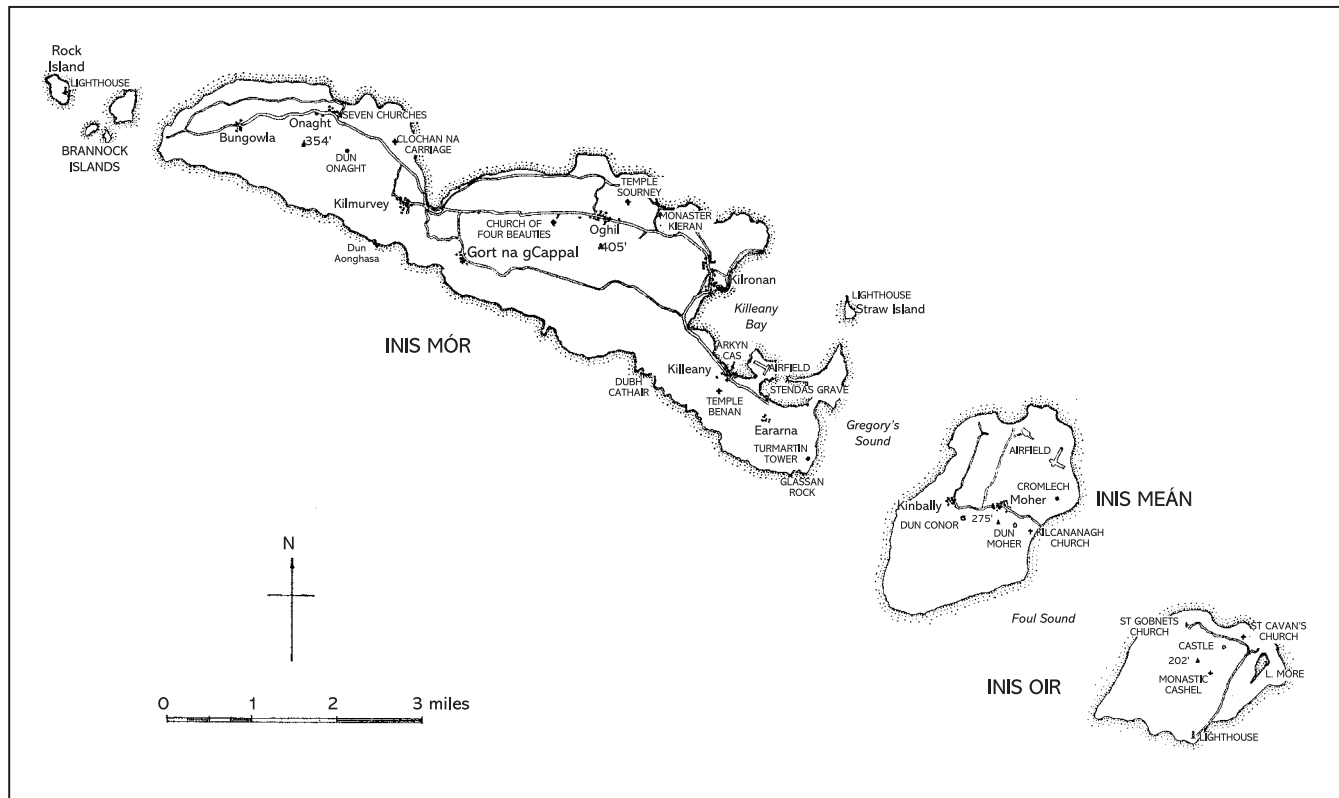 Rock
Island
LIGHTHOUSE
BRANNOCK
ISLANDS
Bungowla
Onaght
354'
SEVEN CHURCHES
DUN
ONAGHT
CLOCHAN NA
CARRIAGE
Kilmurvey
Dun
Aonghasa
CHURCH OF
FOUR BEAUTIES
Gort na gCappal
TEMPLE
SOURNEY
Oghil
405'
MONASTER
KIERAN
Kilronan
Killeany
Bay
LIGHTHOUSE
Straw Island
INIS MÓR
ARKYN
CAS
Killeany
AIRFIELD
STENDAS GRAVE
DUBH
CATHAIR
TEMPLE
BENAN
Eararna
TURMARTIN
TOWER
GLASSAN
ROCK
Gregory's
Sound
AIRFIELD
CROMLECH
Kinbally
Moher
INIS MEÁN
DUN CONOR
275'
DUN
MOHER
KILCANANAGH
CHURCH
Foul Sound
ST GOBNETS
CHURCH
ST CAVAN'S
CHURCH
CASTLE
202'
L. MORE
MONASTIC
CASHEL
INIS OIR
LIGHTHOUSE
N
0 1 2 3 miles